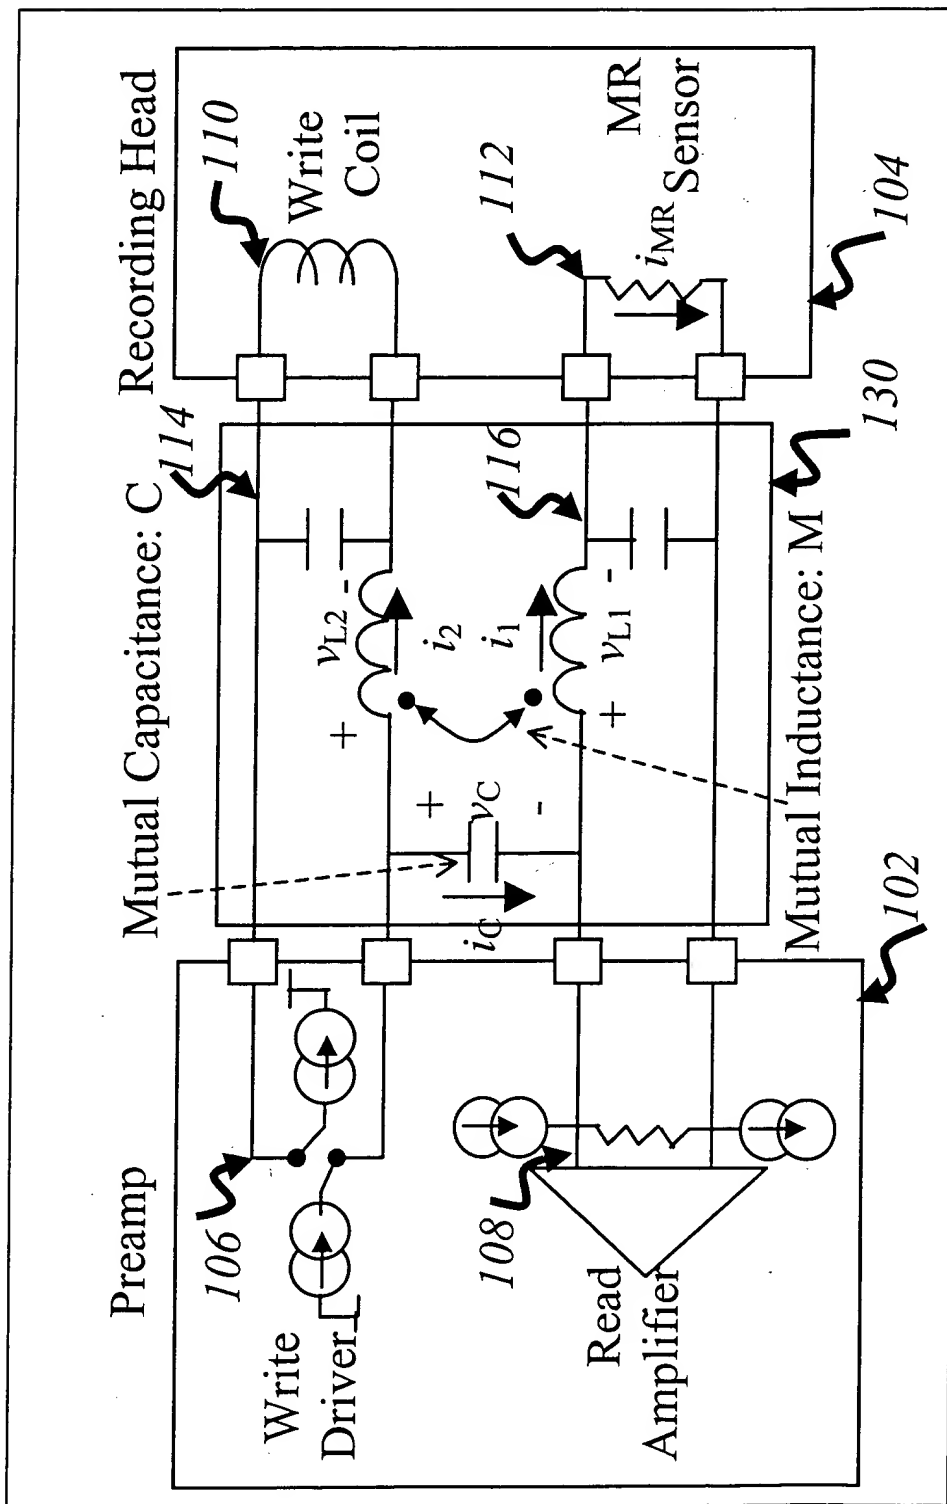 Preamp
Mutual Capacitance: C
Recording Head
106
114
110
Write
Driver
Write
Coil
+
vL2
-
iC
+
vC
-
i2
i1
108
116
112
Read
Amplifier
+
vL1
-
iMR
MR
Sensor
Mutual Inductance: M
102
130
104